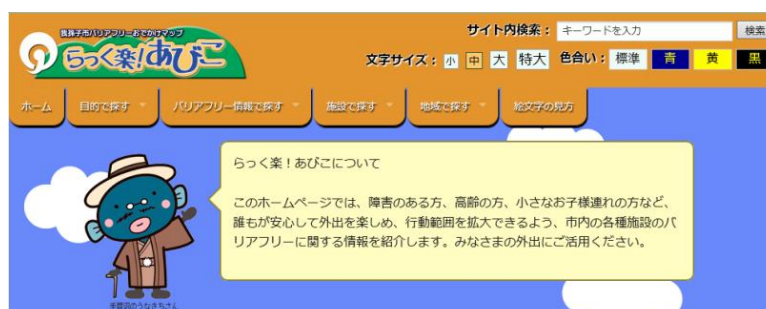 我孫子市バリアフリーおでかけマップ
らっく楽!あびこ
サイト内検索： キーワードを入力 検索
文字サイズ： 小 中 大 特大 色合い： 標準 青 黄 黒
ホーム 目的で探す バリアフリー情報で探す 施設で探す 地域で探す 絵文字の見方
らっく楽！あびこについて
このホームページでは、障害のある方、高齢の方、小さなお子様連れの方など、
誰もが安心して外出を楽しめ、行動範囲を拡大できるよう、市内の各種施設のバ
リアフリーに関する情報を紹介します。みなさまの外出にご活用ください。
手賀沼のうなきちさん